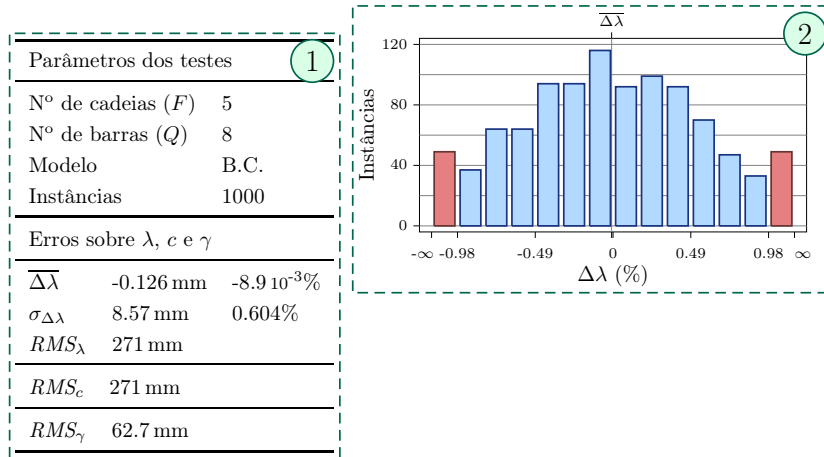 1
Parâmetros dos testes
Nº de cadeias (F) 5
Nº de barras (Q) 8
Modelo B.C.
Instâncias 1000
Erros sobre λ, c e γ
Δλ -0.126 mm -8.9 10⁻³%
σΔλ 8.57 mm 0.604%
RMSλ 271 mm
RMSc 271 mm
RMSγ 62.7 mm
2
Δλ
Instâncias
120
80
40
0
-∞ -0.98 -0.49 0 0.49 0.98 ∞
Δλ (%)